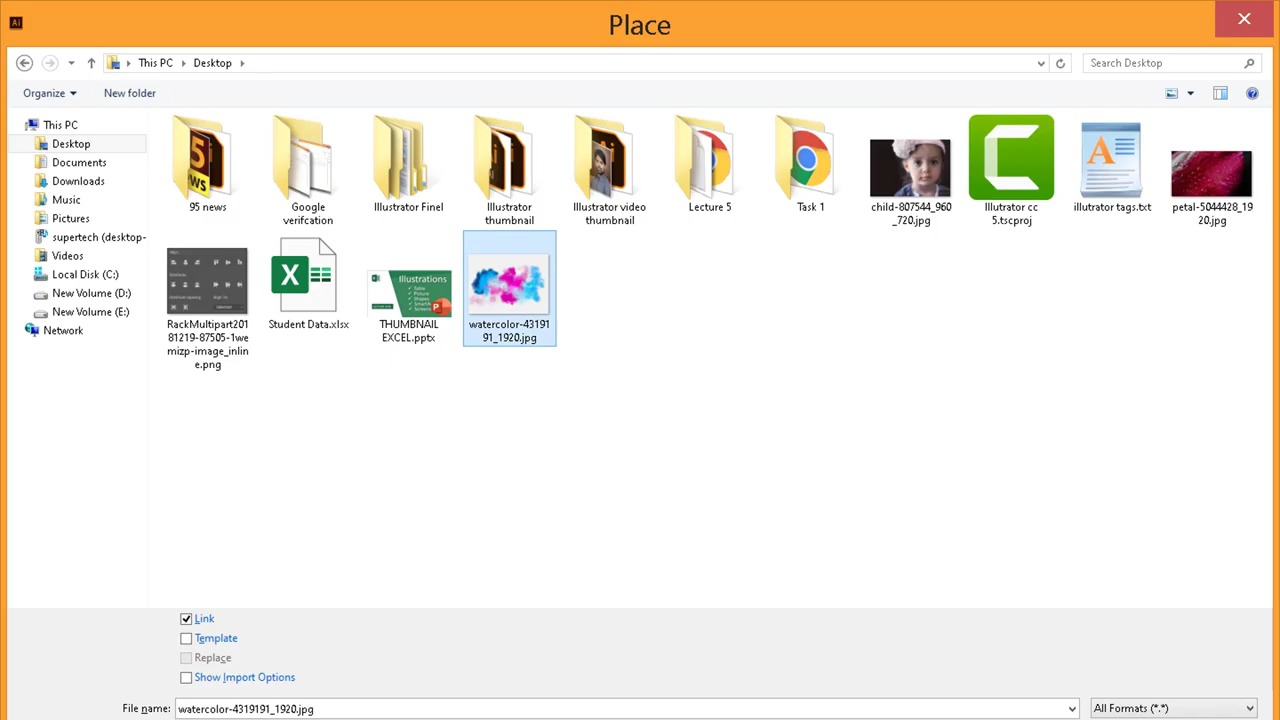 Ai
Place
This PC
Desktop
Search Desktop
Organize
New folder
This PC
Desktop
Documents
Downloads
Music
Pictures
supertech (desktop-
Videos
Local Disk (C:)
New Volume (D:)
New Volume (E:)
Network
95 news
Google
verifcation
Illustrator Finel
Illustrator
thumbnail
Illustrator video
thumbnail
Lecture 5
Task 1
child-807544_960
_720.jpg
Illutrator cc
5.tscproj
illutrator tags.txt
petal-5044428_19
20.jpg
RackMultipart201
81219-87505-1we
mizp-image_inlin
e.png
Student Data.xlsx
Illustrations
THUMBNAIL
EXCEL.pptx
watercolor-43191
91_1920.jpg
Link
Template
Replace
Show Import Options
File name:
watercolor-4319191_1920.jpg
All Formats (*.*)